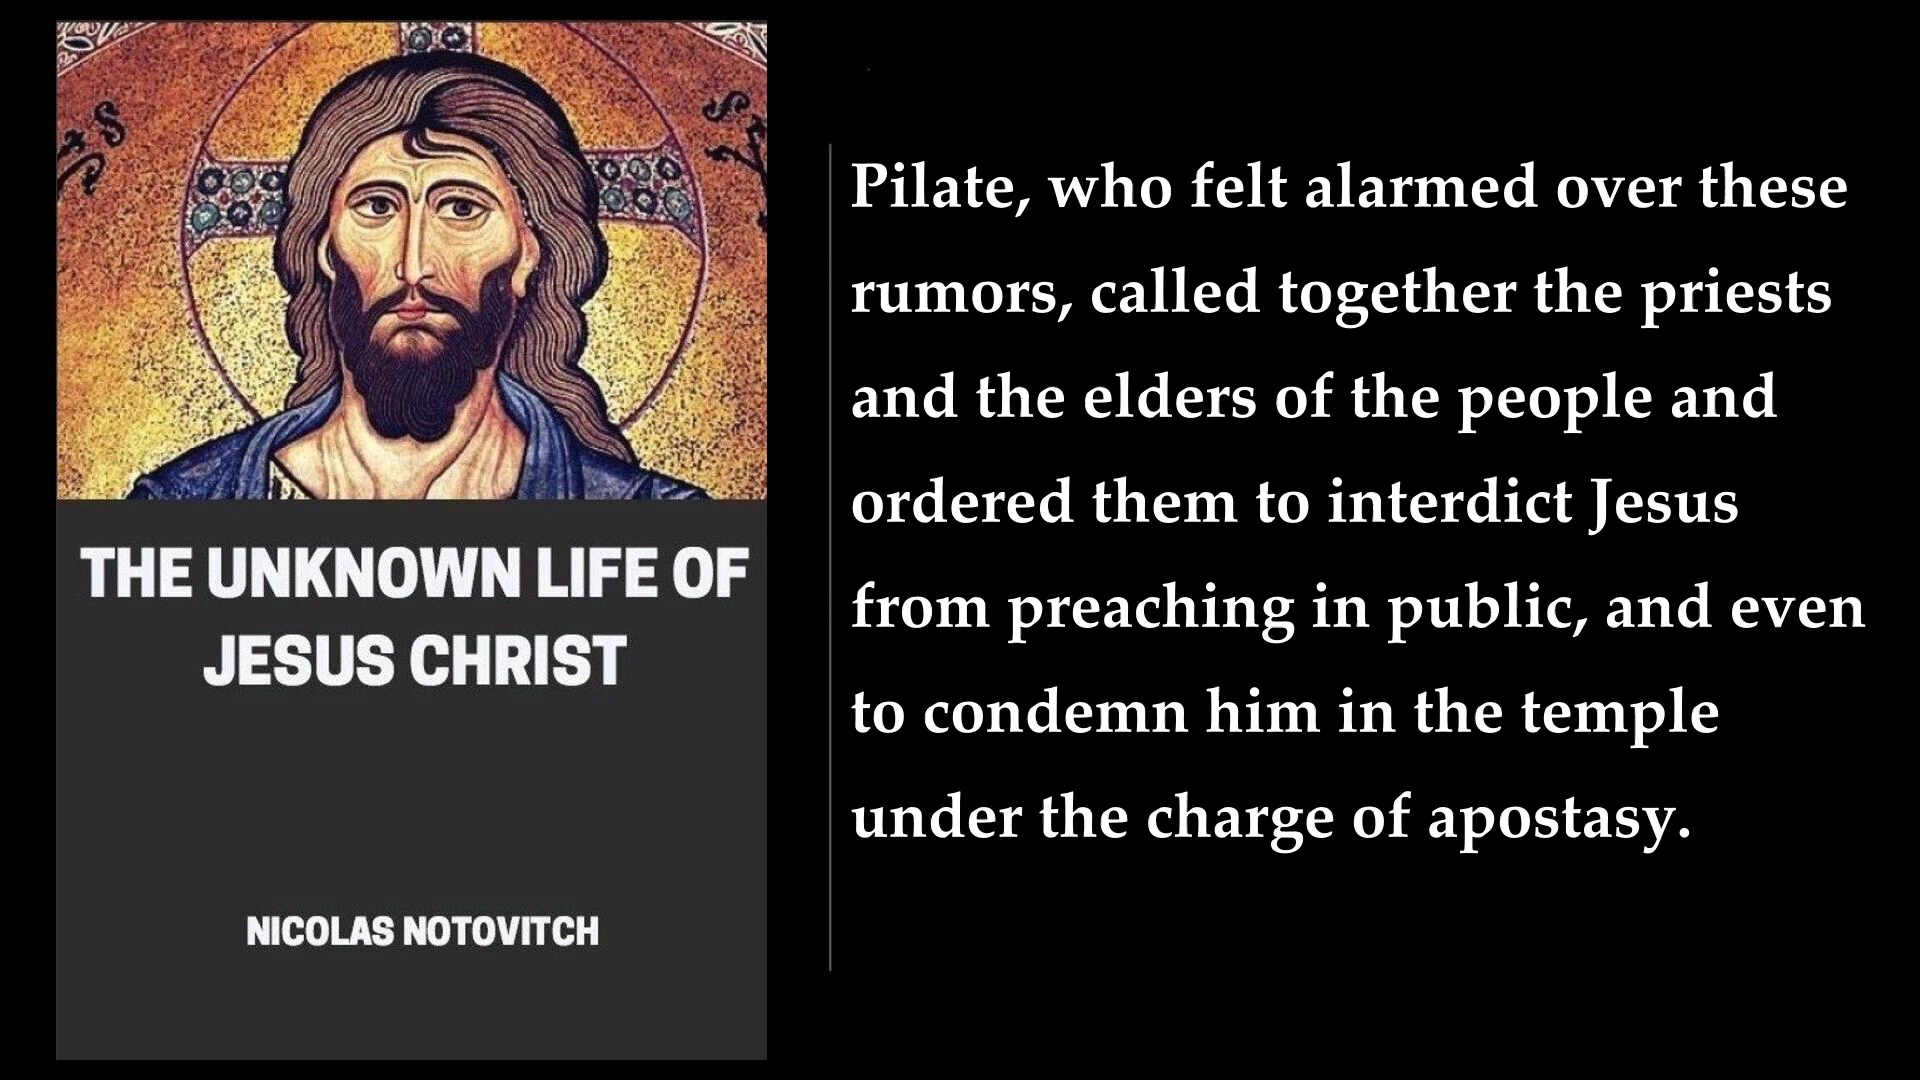 THE UNKNOWN LIFE OF
JESUS CHRIST
NICOLAS NOTOVITCH
Pilate, who felt alarmed over these
rumors, called together the priests
and the elders of the people and
ordered them to interdict Jesus
from preaching in public, and even
to condemn him in the temple
under the charge of apostasy.